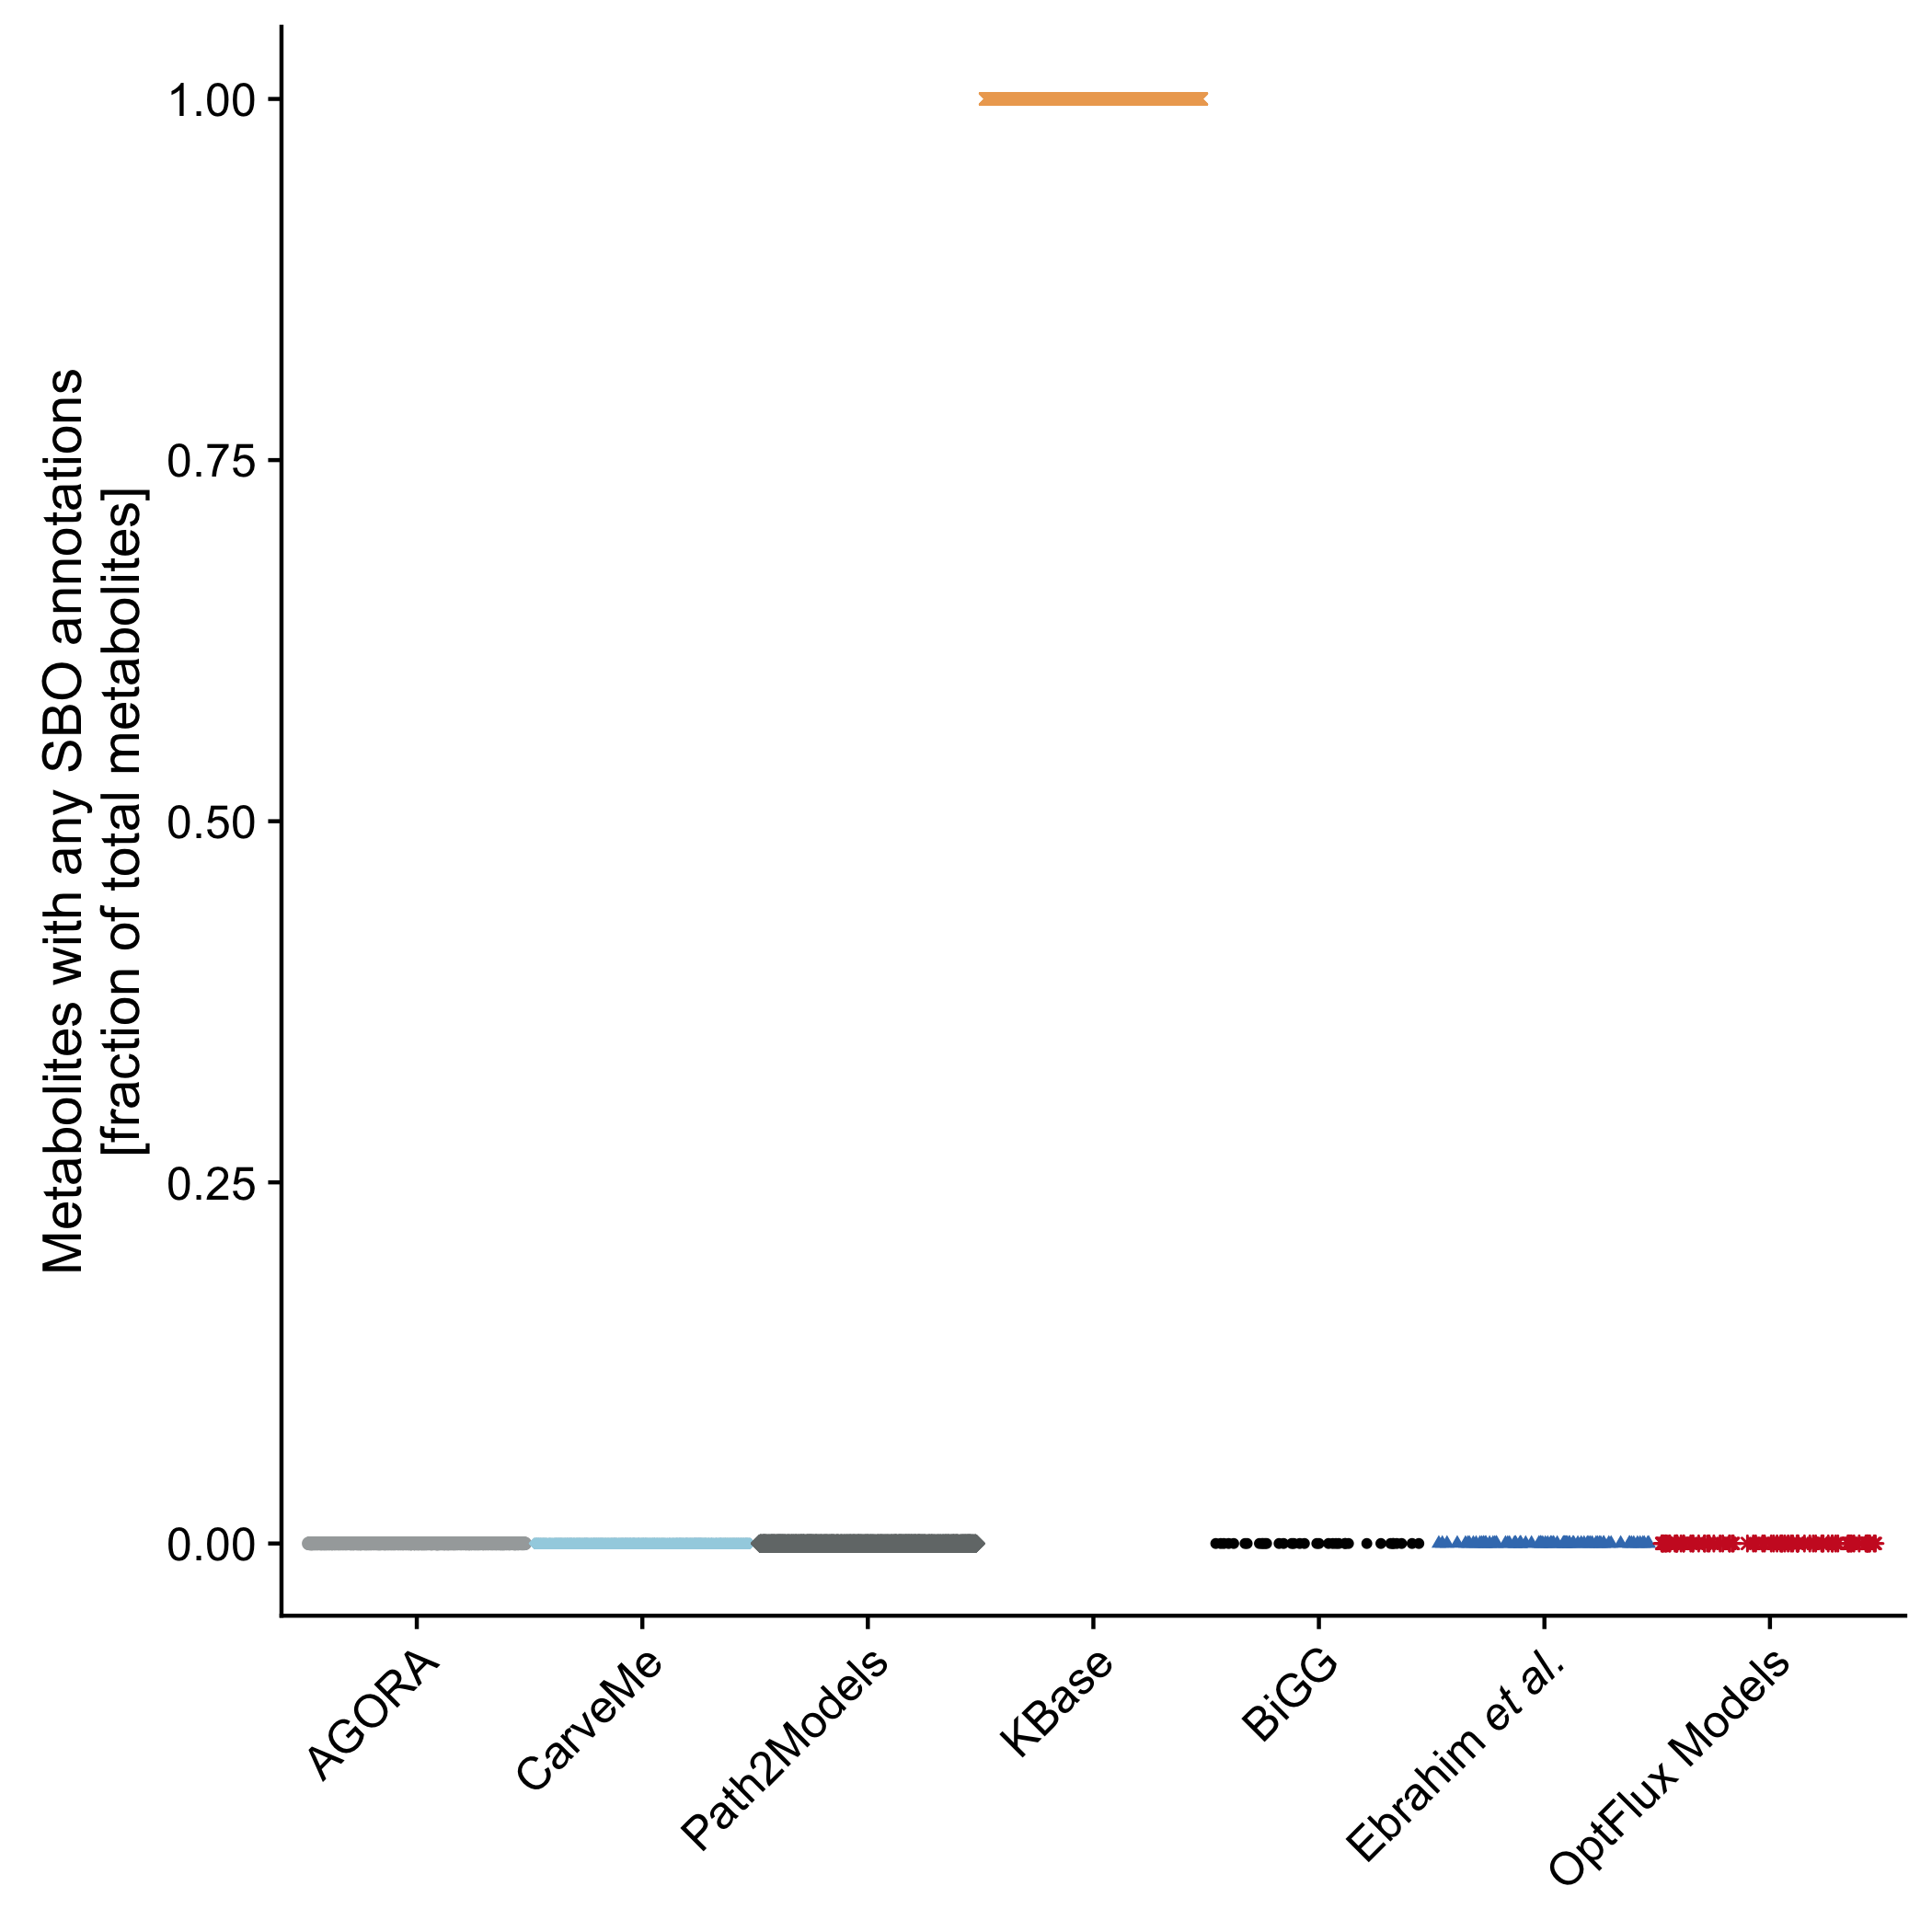 Metabolites with any SBO annotations
[fraction of total metabolites]
1.00
0.75
0.50
0.25
0.00
AGORA
CarveMe
Path2Models
KBase
BiGG
Ebrahim et al.
OptFlux Models